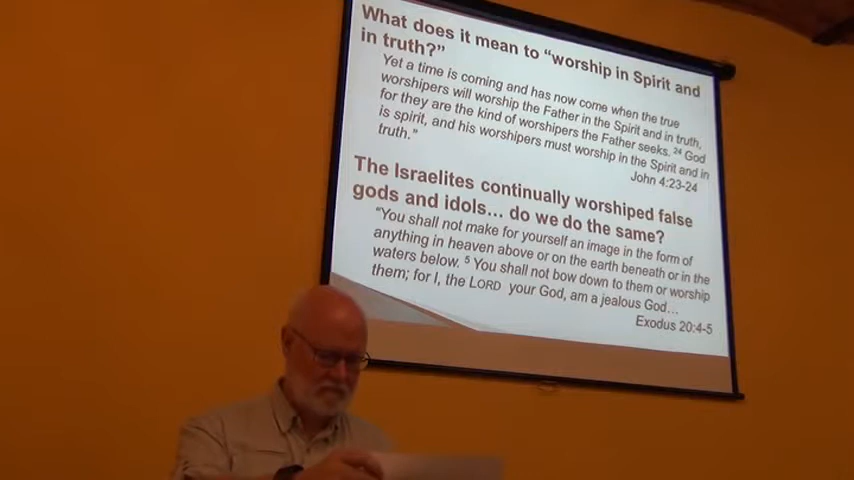 What does it mean to “worship in Spirit and
in truth?”
Yet a time is coming and has now come when the true
worshipers will worship the Father in the Spirit and in truth,
for they are the kind of worshipers the Father seeks. 24 God
is spirit, and his worshipers must worship in the Spirit and in
truth.”
John 4:23-24
The Israelites continually worshiped false
gods and idols… do we do the same?
“You shall not make for yourself an image in the form of
anything in heaven above or on the earth beneath or in the
waters below. 5 You shall not bow down to them or worship
them; for I, the LORD your God, am a jealous God…
Exodus 20:4-5